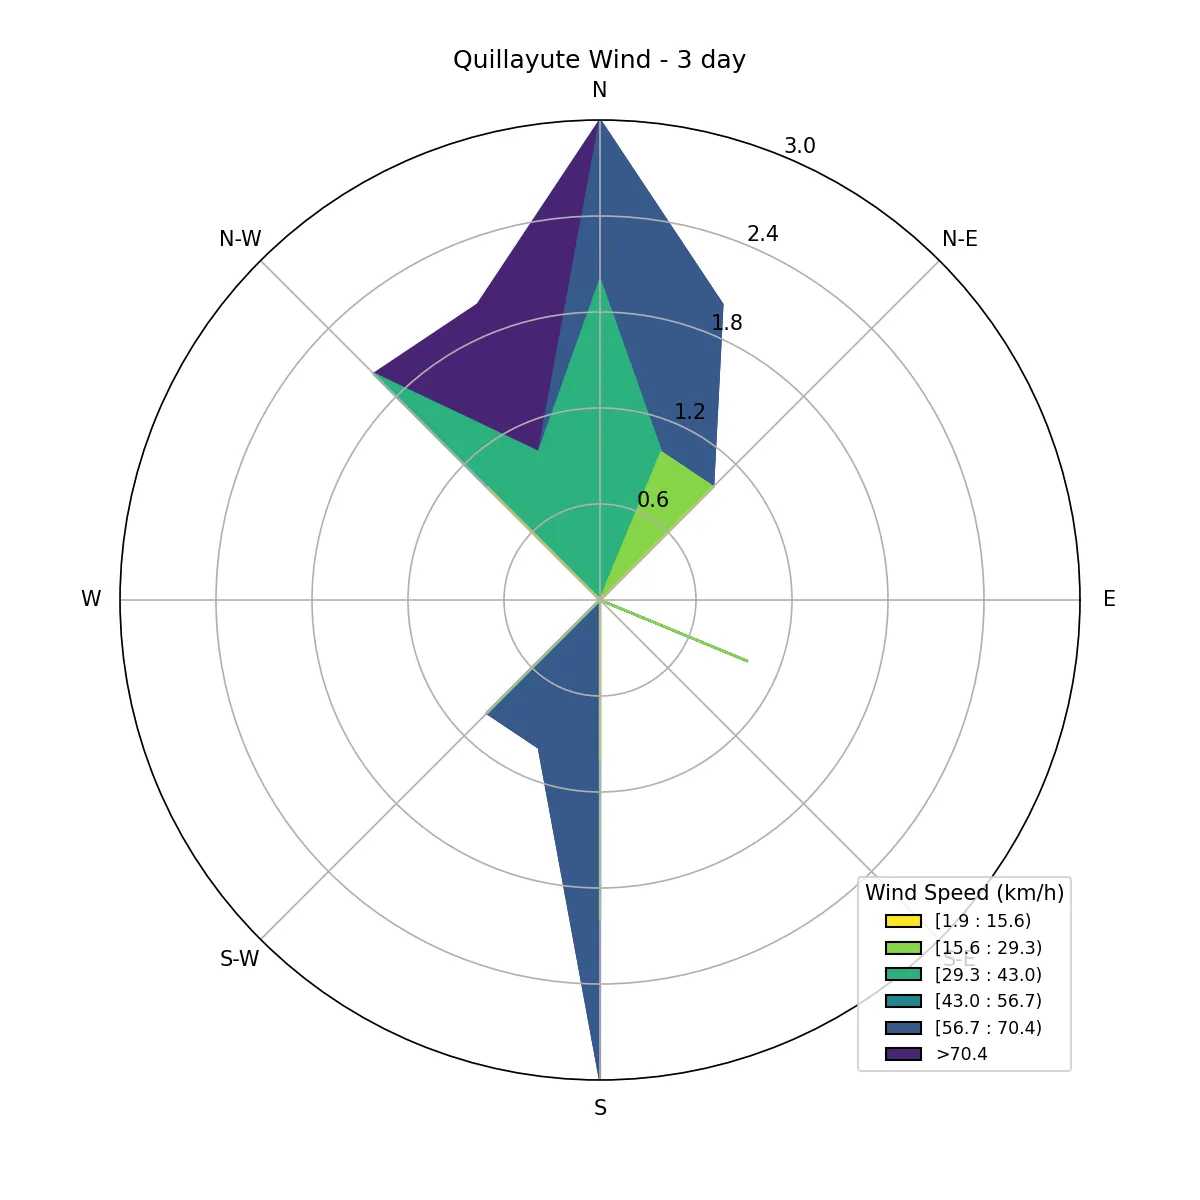 Quillayute Wind - 3 day
N
3.0
N-W
2.4
N-E
1.8
1.2
0.6
W
E
Wind Speed (km/h)
[1.9 : 15.6)
[15.6 : 29.3)
S-W
S-E
[29.3 : 43.0)
[43.0 : 56.7)
[56.7 : 70.4)
>70.4
S